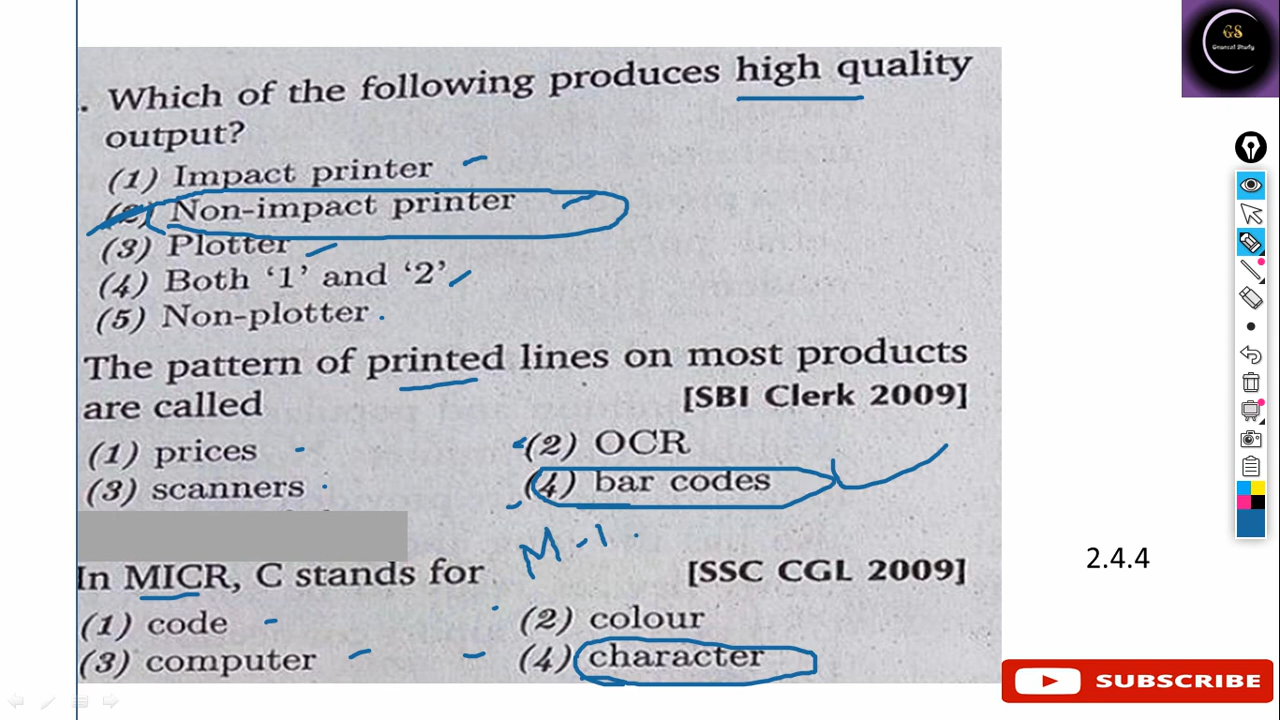 GS
General Study
. Which of the following produces high quality
output?
(1) Impact printer
(2) Non-impact printer
(3) Plotter
(4) Both ‘1’ and ‘2’
(5) Non-plotter
The pattern of printed lines on most products
are called [SBI Clerk 2009]
(1) prices (2) OCR
(3) scanners (4) bar codes
M-I
In MICR, C stands for [SSC CGL 2009]
(1) code (2) colour
(3) computer (4) character
2.4.4
SUBSCRIBE